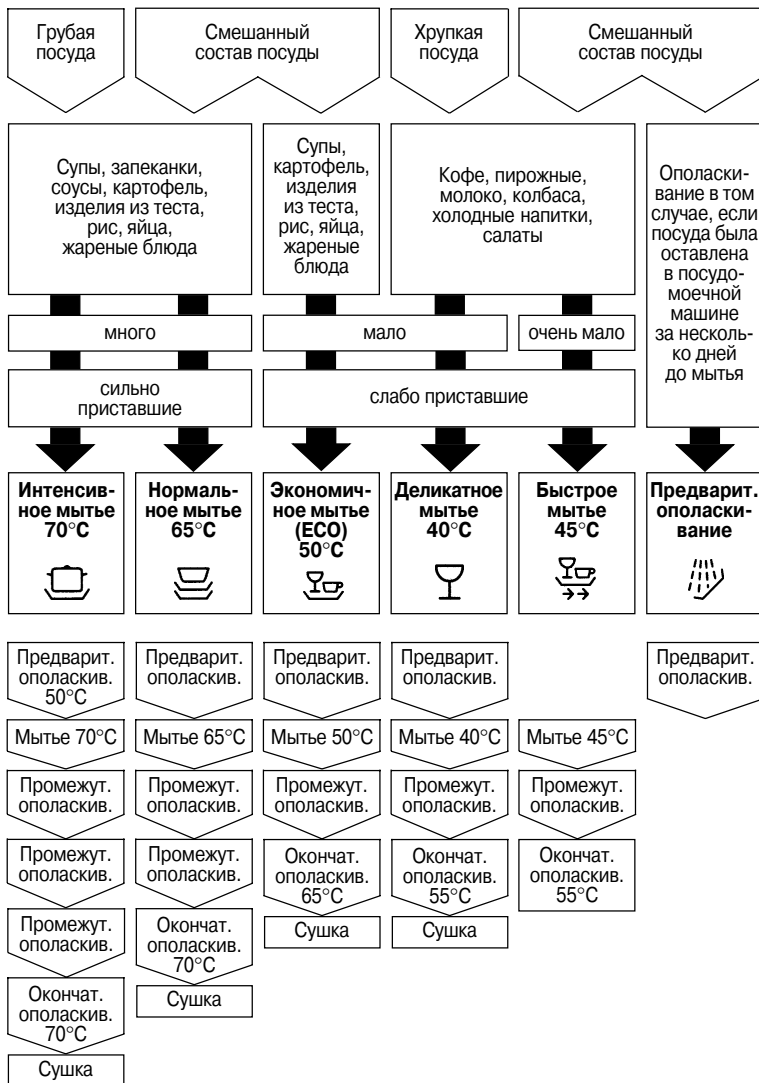 Грубая
посуда
Смешанный
состав посуды
Хрупкая
посуда
Смешанный
состав посуды
Супы, запеканки,
соусы, картофель,
изделия из теста,
рис, яйца,
жареные блюда
Супы,
картофель,
изделия
из теста,
рис, яйца,
жареные
блюда
Кофе, пирожные,
молоко, колбаса,
холодные напитки,
салаты
Ополаски-
вание в том
случае, если
посуда была
оставлена
в посудо-
моечной
машине
за несколь-
ко дней
до мытья
много
мало
очень мало
сильно
приставшие
слабо приставшие
Интенсив-
ное мытье
70°C
Нормаль-
ное мытье
65°C
Экономич-
ное мытье
(ECO)
50°C
Деликатное
мытье
40°C
Быстрое
мытье
45°C
Предварит.
ополаски-
вание
Предварит.
ополаскив.
50°C
Предварит.
ополаскив.
Предварит.
ополаскив.
Предварит.
ополаскив.
Предварит.
ополаскив.
Мытье 70°C
Мытье 65°C
Мытье 50°C
Мытье 40°C
Мытье 45°C
Промежут.
ополаскив.
Промежут.
ополаскив.
Промежут.
ополаскив.
Промежут.
ополаскив.
Промежут.
ополаскив.
Промежут.
ополаскив.
Промежут.
ополаскив.
Окончат.
ополаскив.
65°C
Окончат.
ополаскив.
55°C
Окончат.
ополаскив.
55°C
Промежут.
ополаскив.
Окончат.
ополаскив.
70°C
Сушка
Сушка
Окончат.
ополаскив.
70°C
Сушка
Сушка